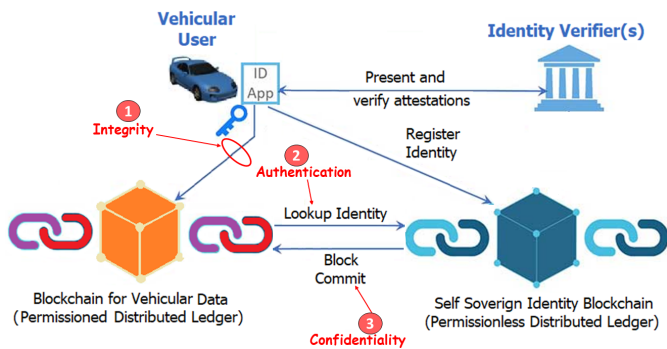 Vehicular
User
Identity Verifier(s)
ID
App
Present and
verify attestations
1
Integrity
Register
Identity
2
Authentication
Lookup Identity
Block
Commit
Blockchain for Vehicular Data
(Permissioned Distributed Ledger)
Self Soverign Identity Blockchain
(Permissionless Distributed Ledger)
3
Confidentiality